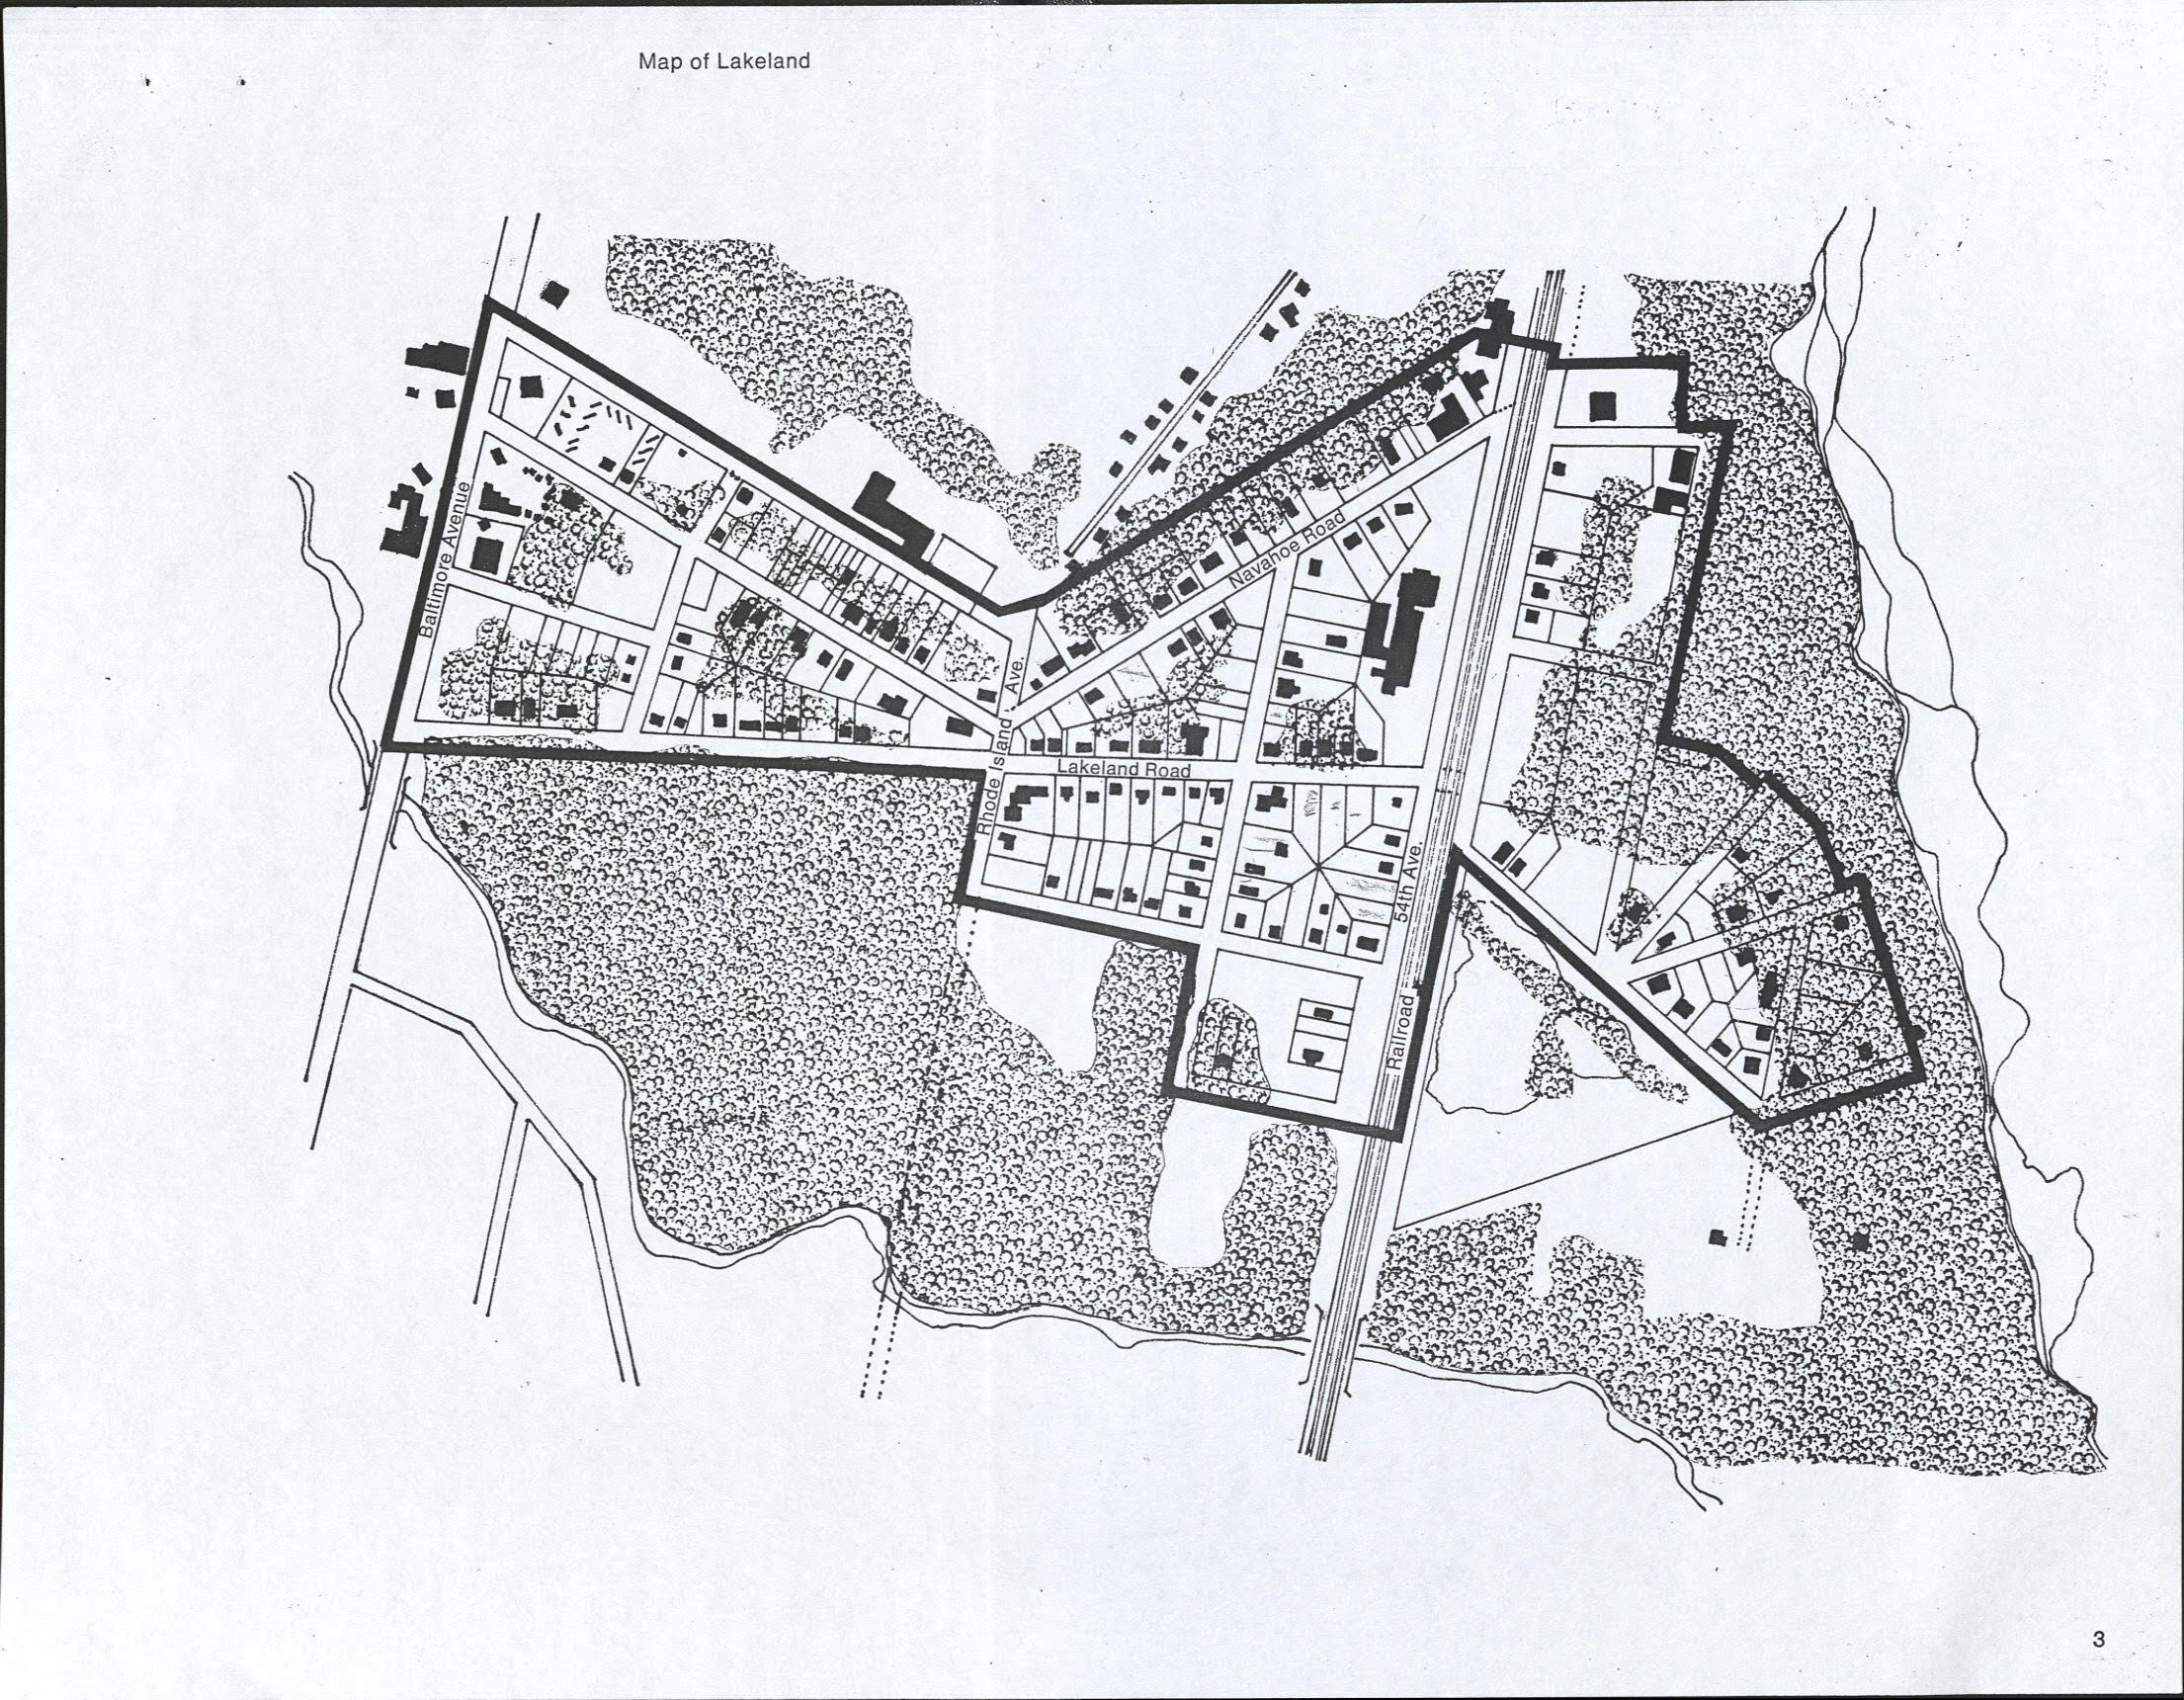 Map of Lakeland
Baltimore Avenue
Rhode Island Ave.
Navahoe Road
Lakeland Road
54th Ave.
Railroad
3